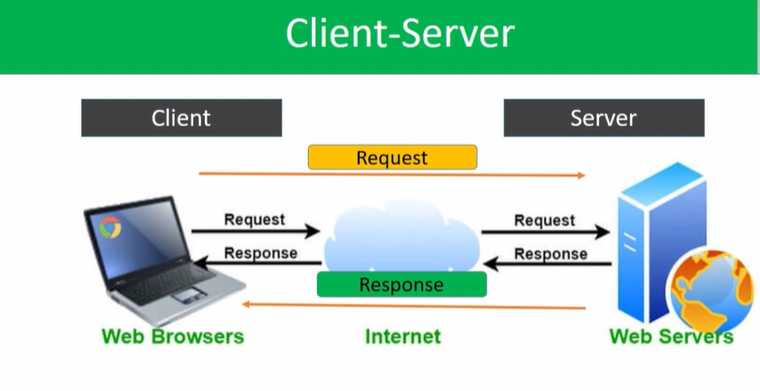 Client-Server
Client
Server
Request
Request
Request
Response
Response
Response
Web Browsers
Internet
Web Servers